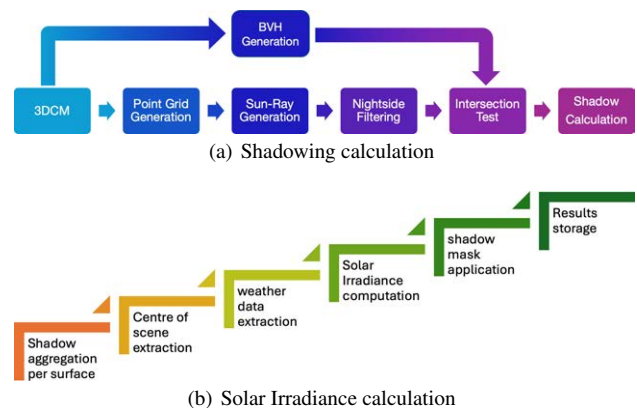 BVH
Generation
3DCM
Point Grid
Generation
Sun-Ray
Generation
Nightside
Filtering
Intersection
Test
Shadow
Calculation
(a) Shadowing calculation
Shadow
aggregation
per surface
Centre of
scene
extraction
weather
data
extraction
Solar
Irradiance
computation
shadow
mask
application
Results
storage
(b) Solar Irradiance calculation